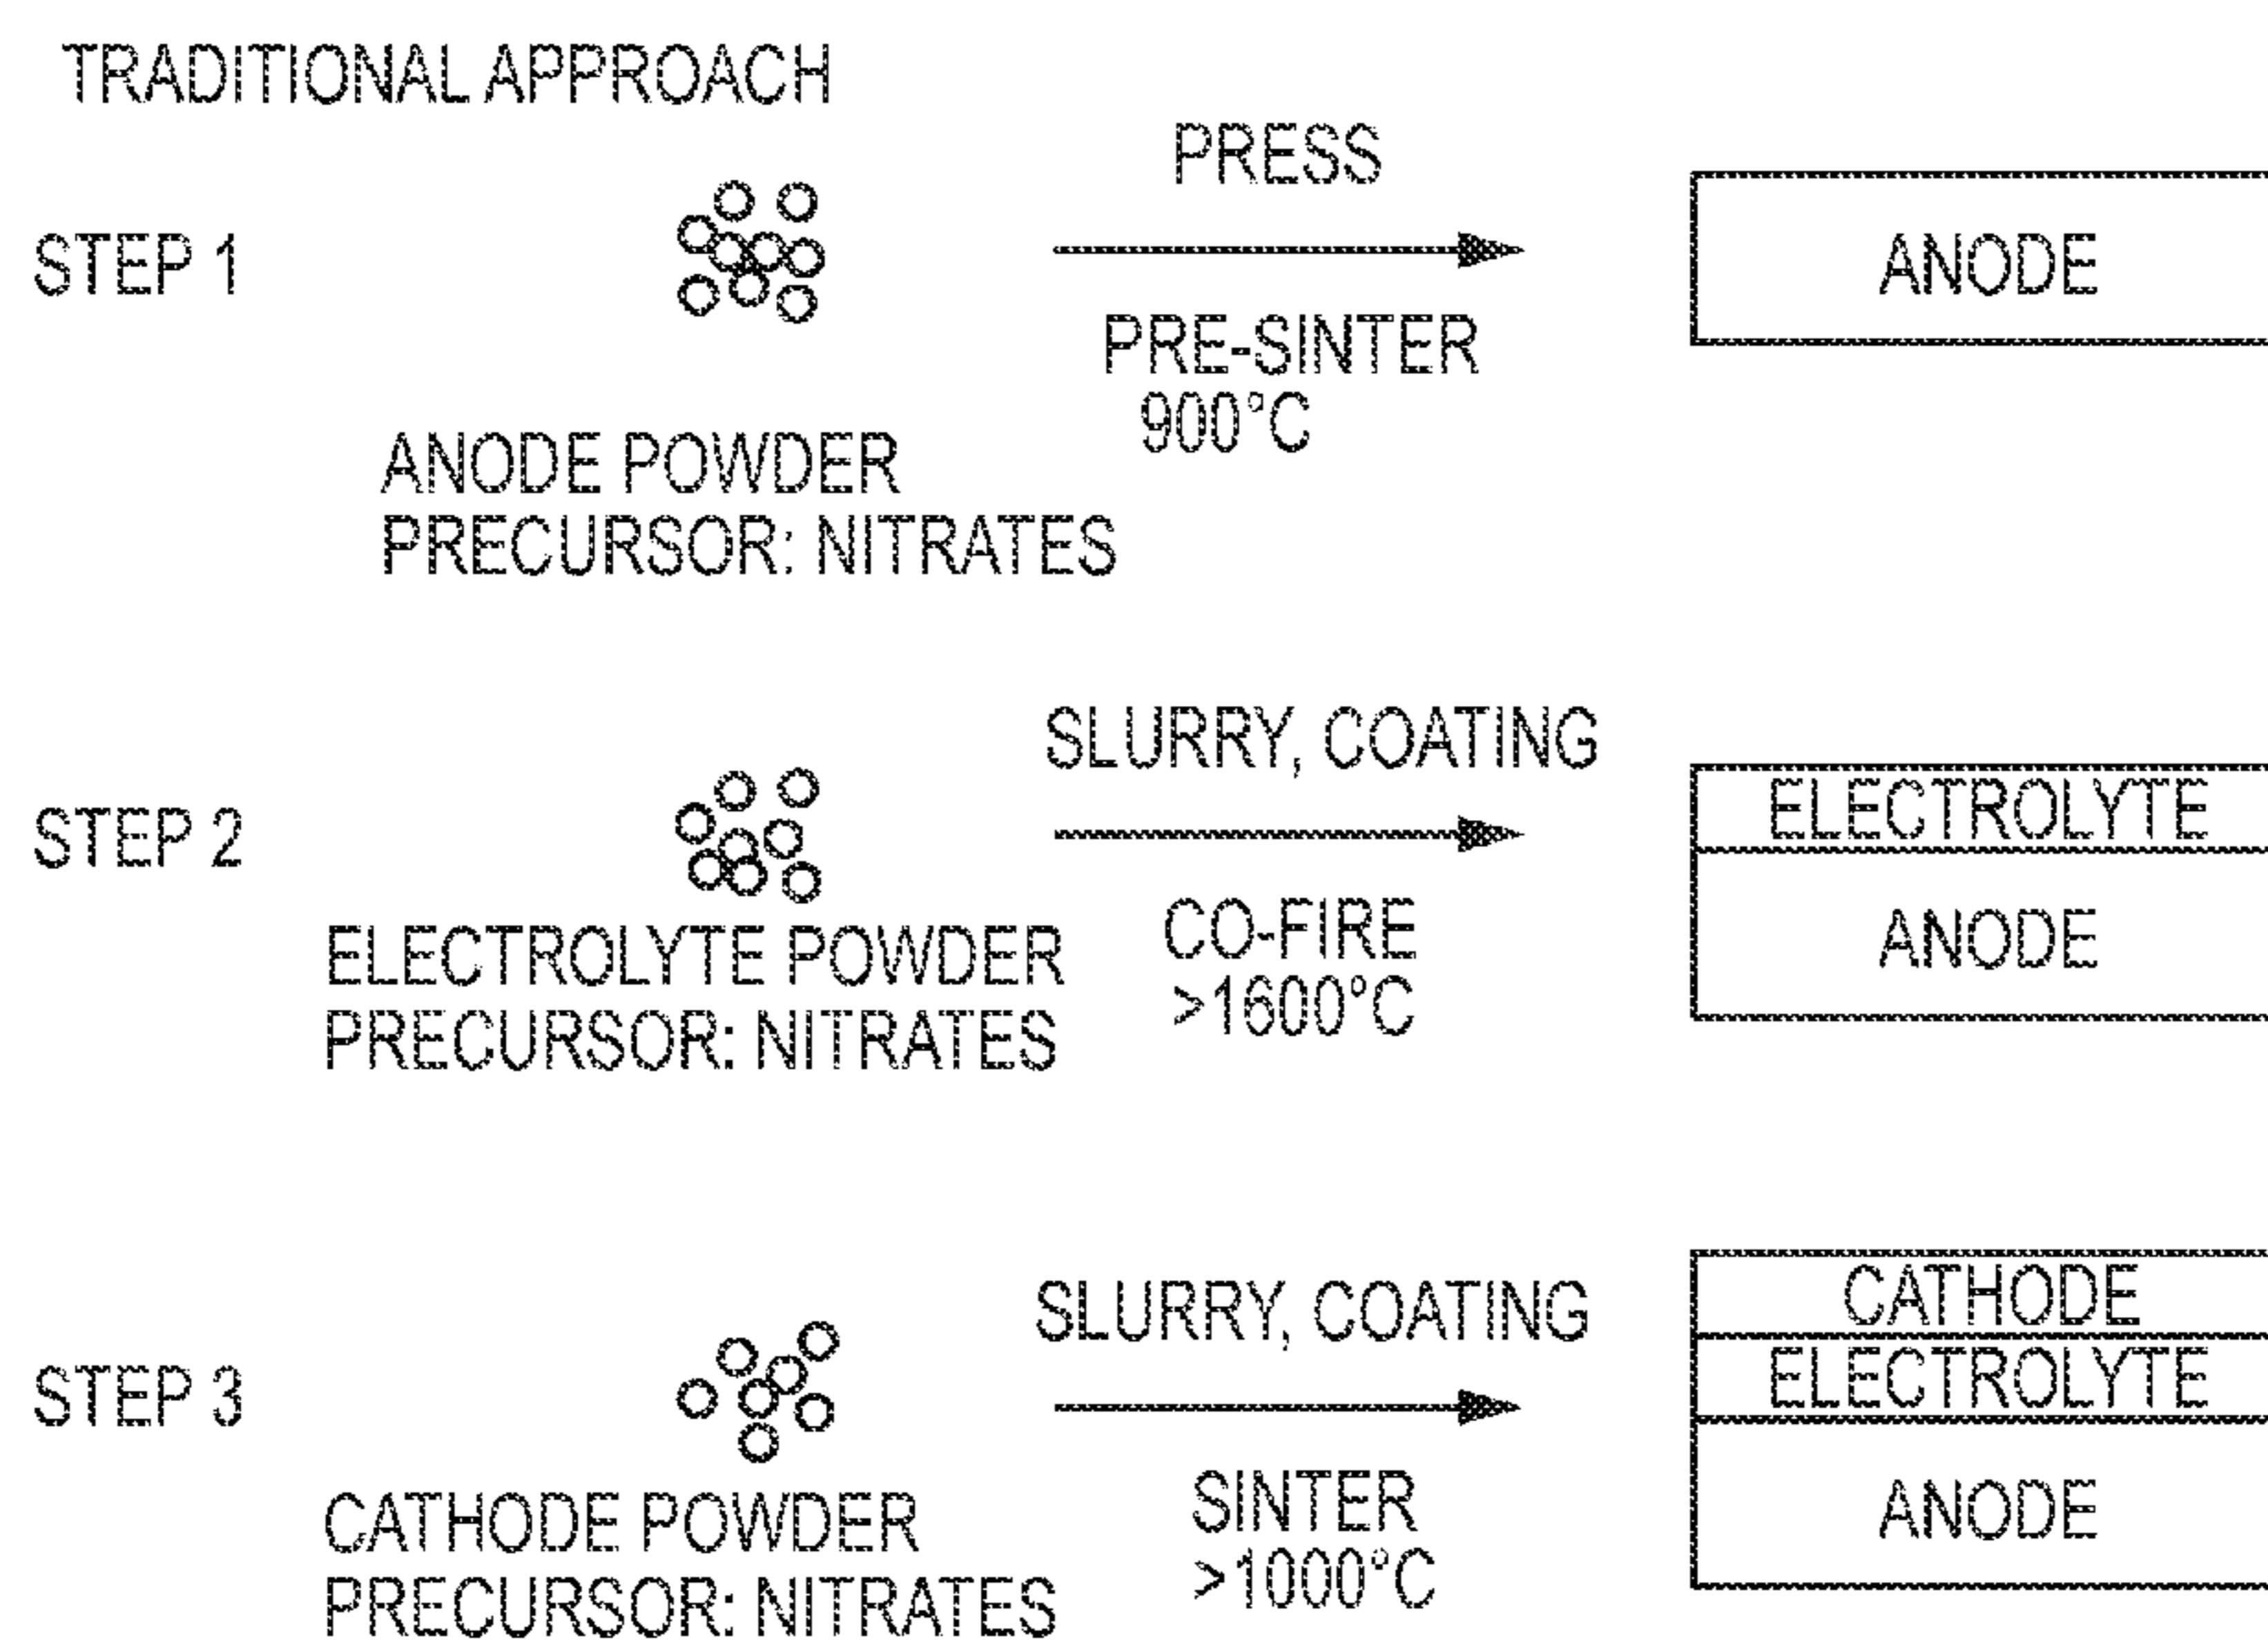 TRADITIONAL APPROACH
STEP 1
PRESS
PRE-SINTER
900°C
ANODE POWDER
PRECURSOR: NITRATES
ANODE
STEP 2
SLURRY, COATING
CO-FIRE
>1600°C
ELECTROLYTE POWDER
PRECURSOR: NITRATES
ELECTROLYTE
ANODE
STEP 3
SLURRY, COATING
SINTER
>1000°C
CATHODE POWDER
PRECURSOR: NITRATES
CATHODE
ELECTROLYTE
ANODE